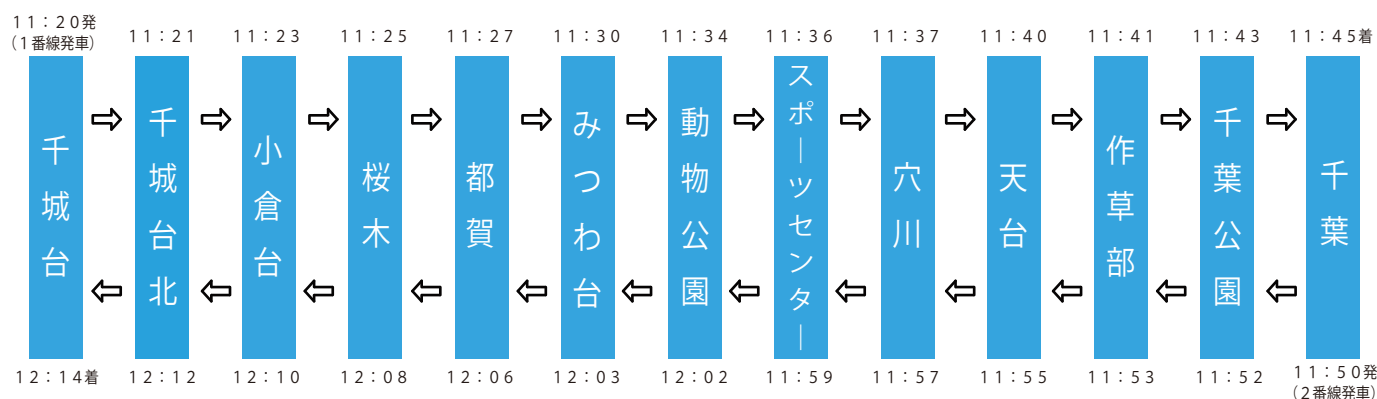 11：20発
（1番線発車）
11：21
11：23
11：25
11：27
11：30
11：34
11：36
11：37
11：40
11：41
11：43
11：45着
千城台
千城台北
小倉台
桜木
都賀
みつわ台
動物公園
スポーツセンター
穴川
天台
作草部
千葉公園
千葉
12：14着
12：12
12：10
12：08
12：06
12：03
12：02
11：59
11：57
11：55
11：53
11：52
11：50発
（2番線発車）